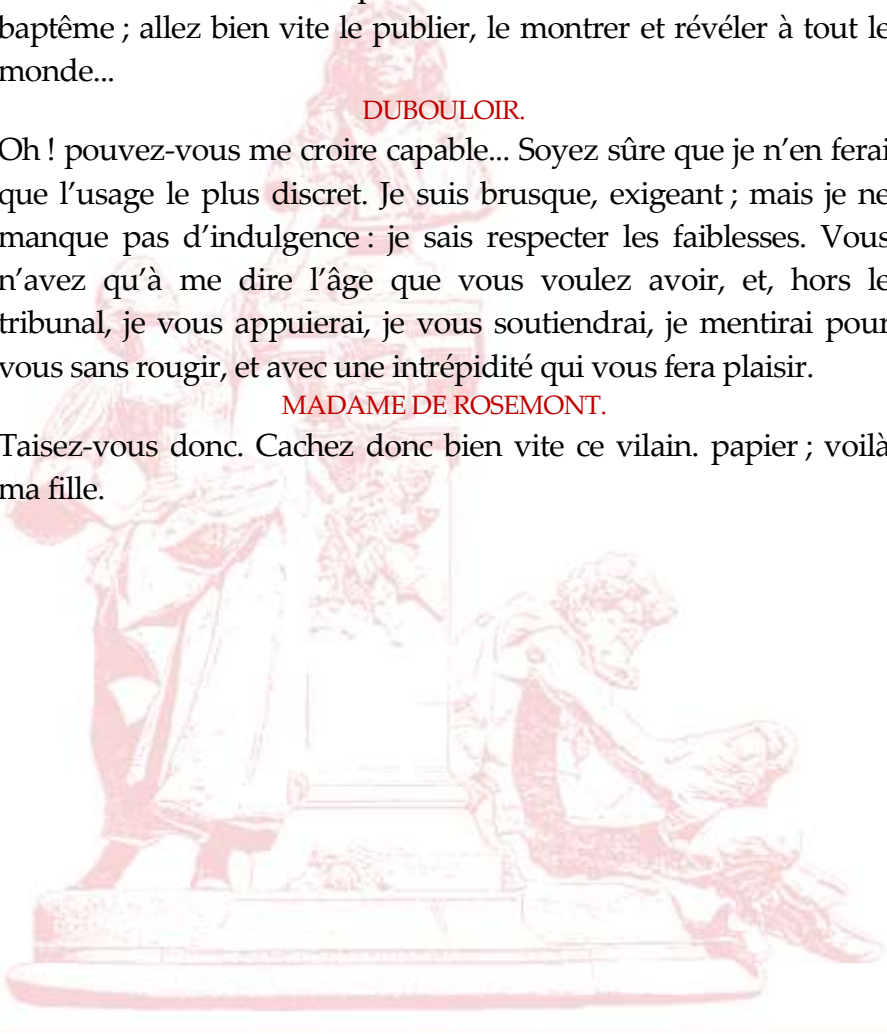 baptême ; allez bien vite le publier, le montrer et révéler à tout le
monde...
DUBOULOIR.
Oh ! pouvez-vous me croire capable... Soyez sûre que je n’en ferai
que l’usage le plus discret. Je suis brusque, exigeant ; mais je ne
manque pas d’indulgence : je sais respecter les faiblesses. Vous
n’avez qu’à me dire l’âge que vous voulez avoir, et, hors le
tribunal, je vous appuierai, je vous soutiendrai, je mentirai pour
vous sans rougir, et avec une intrépidité qui vous fera plaisir.
MADAME DE ROSEMONT.
Taisez-vous donc. Cachez donc bien vite ce vilain. papier ; voilà
ma fille.